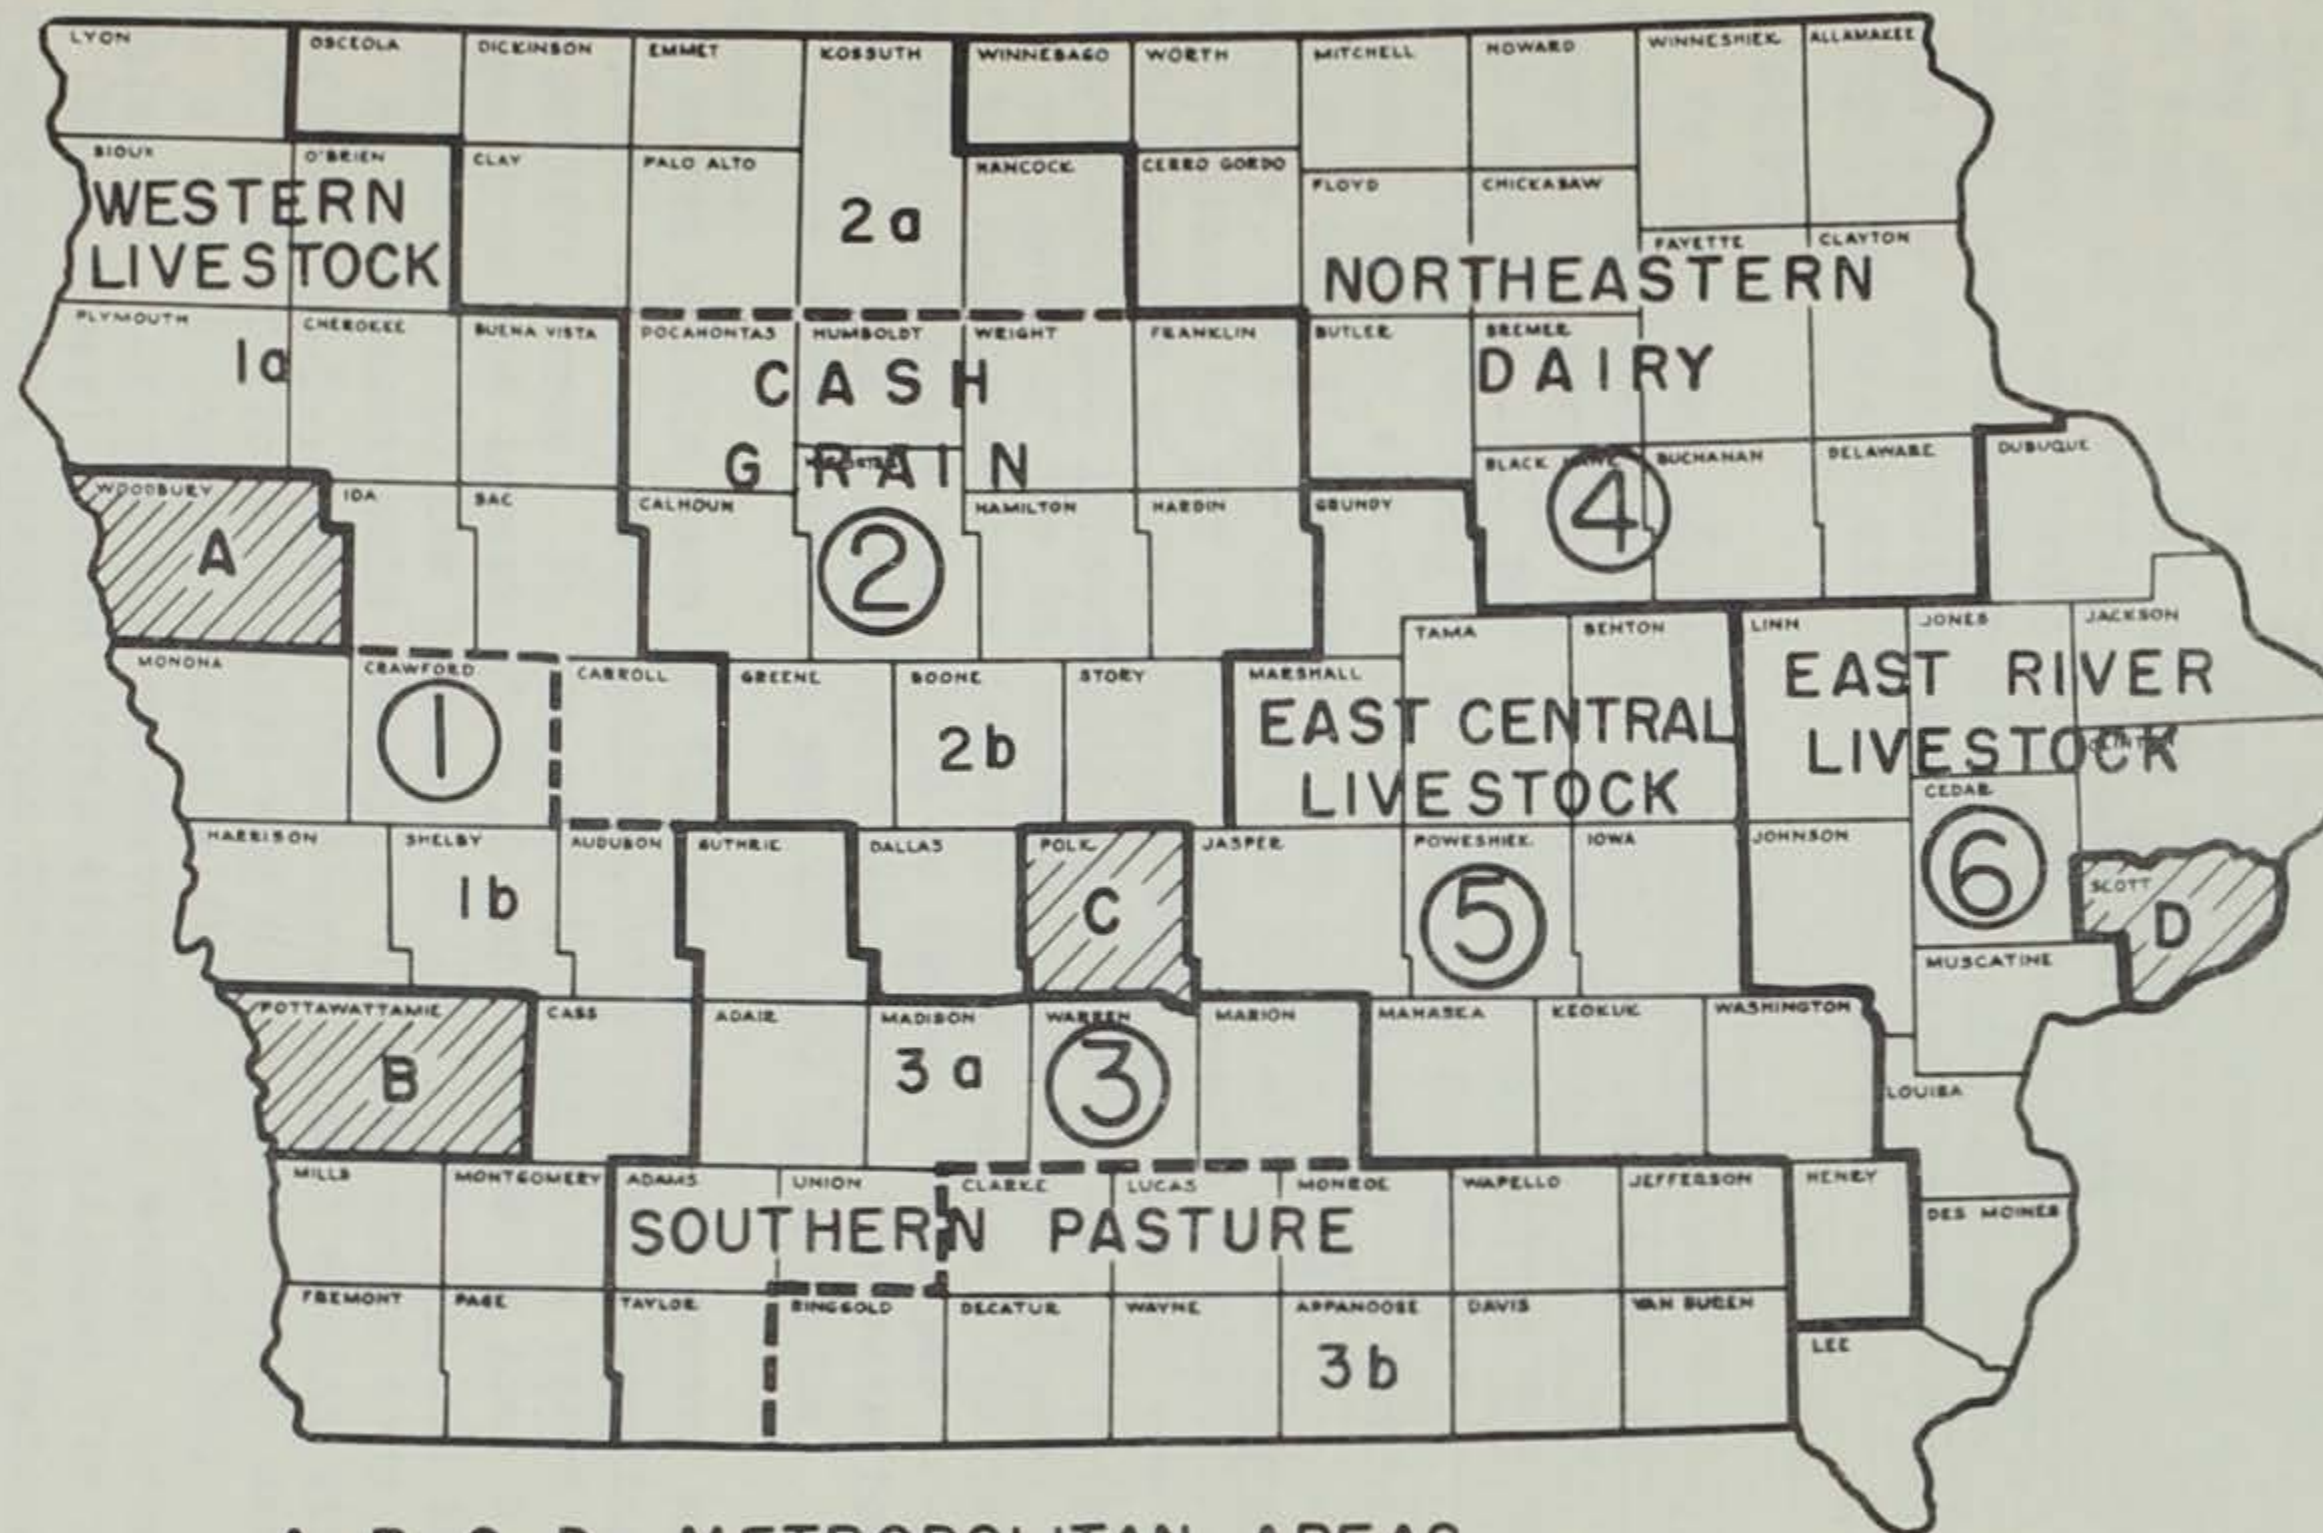 LYON OSCEOLA DICKINSON EMMET KOSSUTH WINNEBAGO WORTH MITCHELL HOWARD WINNESHIEK ALLAMAKEE
SIOUX O'BRIEN CLAY PALO ALTO HANCOCK CERRO GORDO FLOYD CHICKASAW
WESTERN
LIVESTOCK
2a
FAYETTE CLAYTON
NORTHEASTERN
DAIRY
PLYMOUTH CHEROKEE BUENA VISTA POCAHONTAS HUMBOLDT WRIGHT FRANKLIN BUTLER BREMER
1a
CASH
GRAIN
BLACK BUCHANAN DELAWARE DUBUQUE
WOODBURY IDA SAC CALHOUN HAMILTON HARDIN GRUNDY
A
2
4
TAMA BENTON LINN JONES JACKSON
MONONA CRAWFORD CARROLL GREENE BOONE STORY MARSHALL
EAST RIVER
LIVESTOCK
EAST CENTRAL
LIVESTOCK
1
2b
CEDAR
HARRISON SHELBY AUDUBON GUTHRIE DALLAS POLK JASPER POWESHIEK IOWA JOHNSON
SCOTT
1b
C
5
6
D
MUSCATINE
POTTAWATTAMIE CASS ADAIR MADISON WARREN MARION MAHASKA KEOKUK WASHINGTON
B
3a
3
LOUISA
MILLS MONTGOMERY ADAMS UNION CLARKE LUCAS MONROE WAPELLO JEFFERSON HENRY
DES MOINES
SOUTHERN PASTURE
FREMONT PAGE TAYLOR RINGGOLD DECATUR WAYNE APPANOOSE DAVIS VAN BUREN
LEE
3b
A, B, C, D - METROPOLITAN AREAS